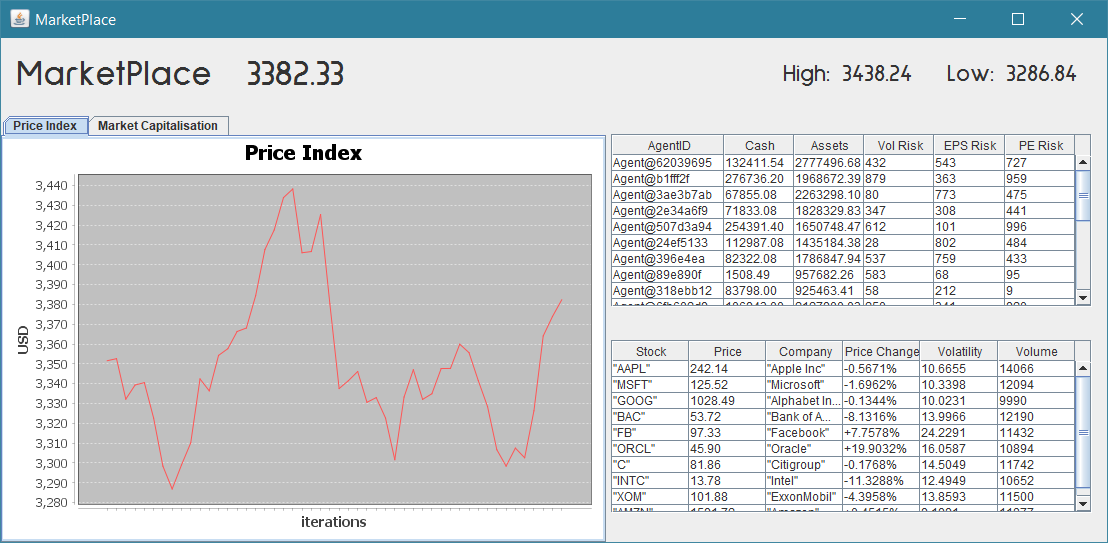 MarketPlace
MarketPlace 3382.33 High: 3438.24 Low: 3286.84
Price Index Market Capitalisation
Price Index
3,440
3,430
3,420
3,410
3,400
3,390
3,380
3,370
3,360
3,350
3,340
3,330
3,320
3,310
3,300
3,290
3,280
USD
iterations
AgentID Cash Assets Vol Risk EPS Risk PE Risk
Agent@62039695 132411.54 2777496.68 432 543 727
Agent@b1fff2f 276736.20 1968672.39 879 363 959
Agent@3ae3b7ab 67855.08 2263298.10 80 773 475
Agent@2e34a6f9 71833.08 1828329.83 347 308 441
Agent@507d3a94 254391.40 1650748.47 612 101 996
Agent@24ef5133 112987.08 1435184.38 28 802 484
Agent@396e4ea 82322.08 1786847.94 537 759 433
Agent@89e890f 1508.49 957682.26 583 68 95
Agent@318ebb12 83798.00 925463.41 58 212 9
Stock Price Company Price Change Volatility Volume
"AAPL" 242.14 "Apple Inc" -0.5671% 10.6655 14066
"MSFT" 125.52 "Microsoft" -1.6962% 10.3398 12094
"GOOG" 1028.49 "Alphabet In... -0.1344% 10.0231 9990
"BAC" 53.72 "Bank of A... -8.1316% 13.9966 12190
"FB" 97.33 "Facebook" +7.7578% 24.2291 11432
"ORCL" 45.90 "Oracle" +19.9032% 16.0587 10894
"C" 81.86 "Citigroup" -0.1768% 14.5049 11742
"INTC" 13.78 "Intel" -11.3288% 12.4949 10652
"XOM" 101.88 "ExxonMobil" -4.3958% 13.8593 11500